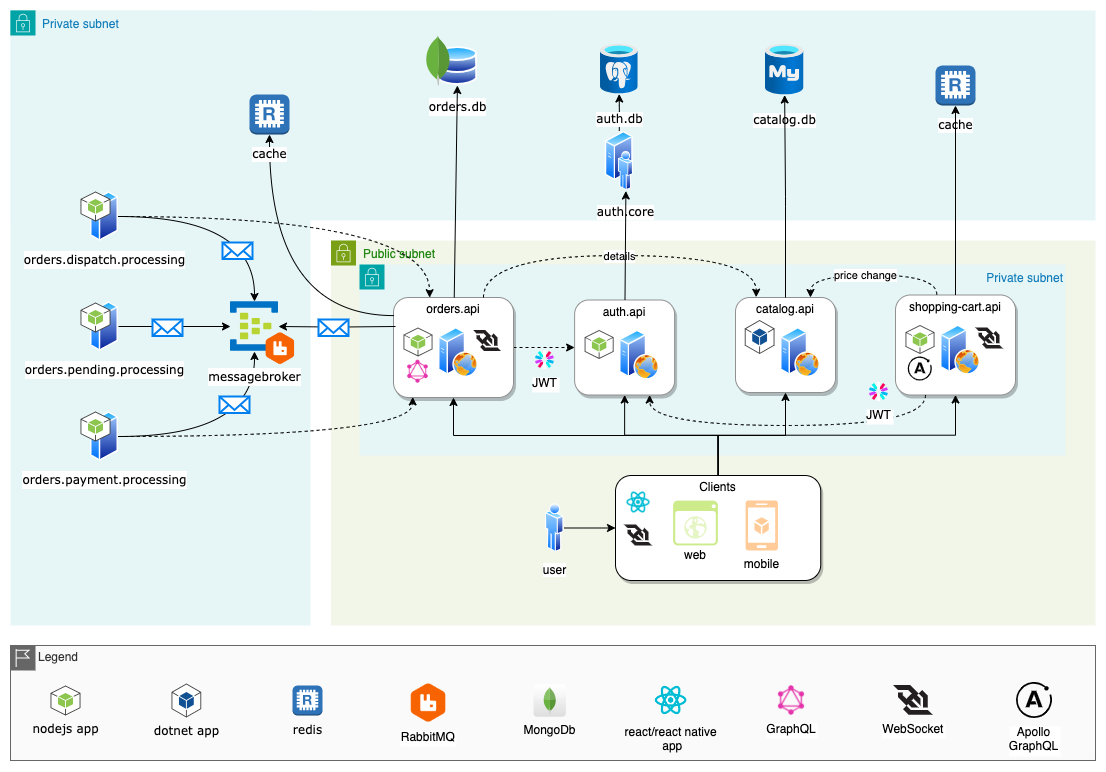 Private subnet
orders.db
auth.db
My
catalog.db
R
cache
R
cache
auth.core
orders.dispatch.processing
Public subnet
details
price change
Private subnet
orders.api
auth.api
catalog.api
shopping-cart.api
orders.pending.processing
messagebroker
JWT
A
JWT
orders.payment.processing
Clients
web
mobile
user
Legend
R
A
nodejs app
dotnet app
redis
RabbitMQ
MongoDb
react/react native
app
GraphQL
WebSocket
Apollo
GraphQL